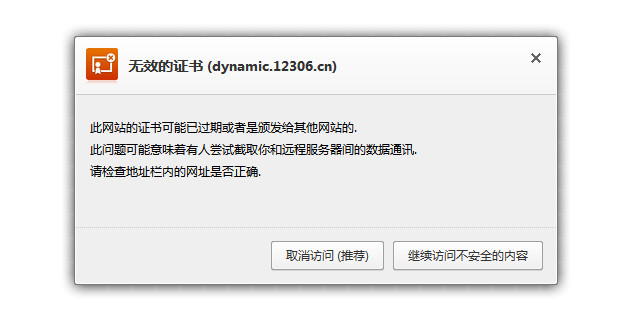 无效的证书 (dynamic.12306.cn)
此网站的证书可能已过期或者是颁发给其他网站的.
此问题可能意味着有人尝试截取你和远程服务器间的数据通讯.
请检查地址栏内的网址是否正确.
取消访问 (推荐)
继续访问不安全的内容